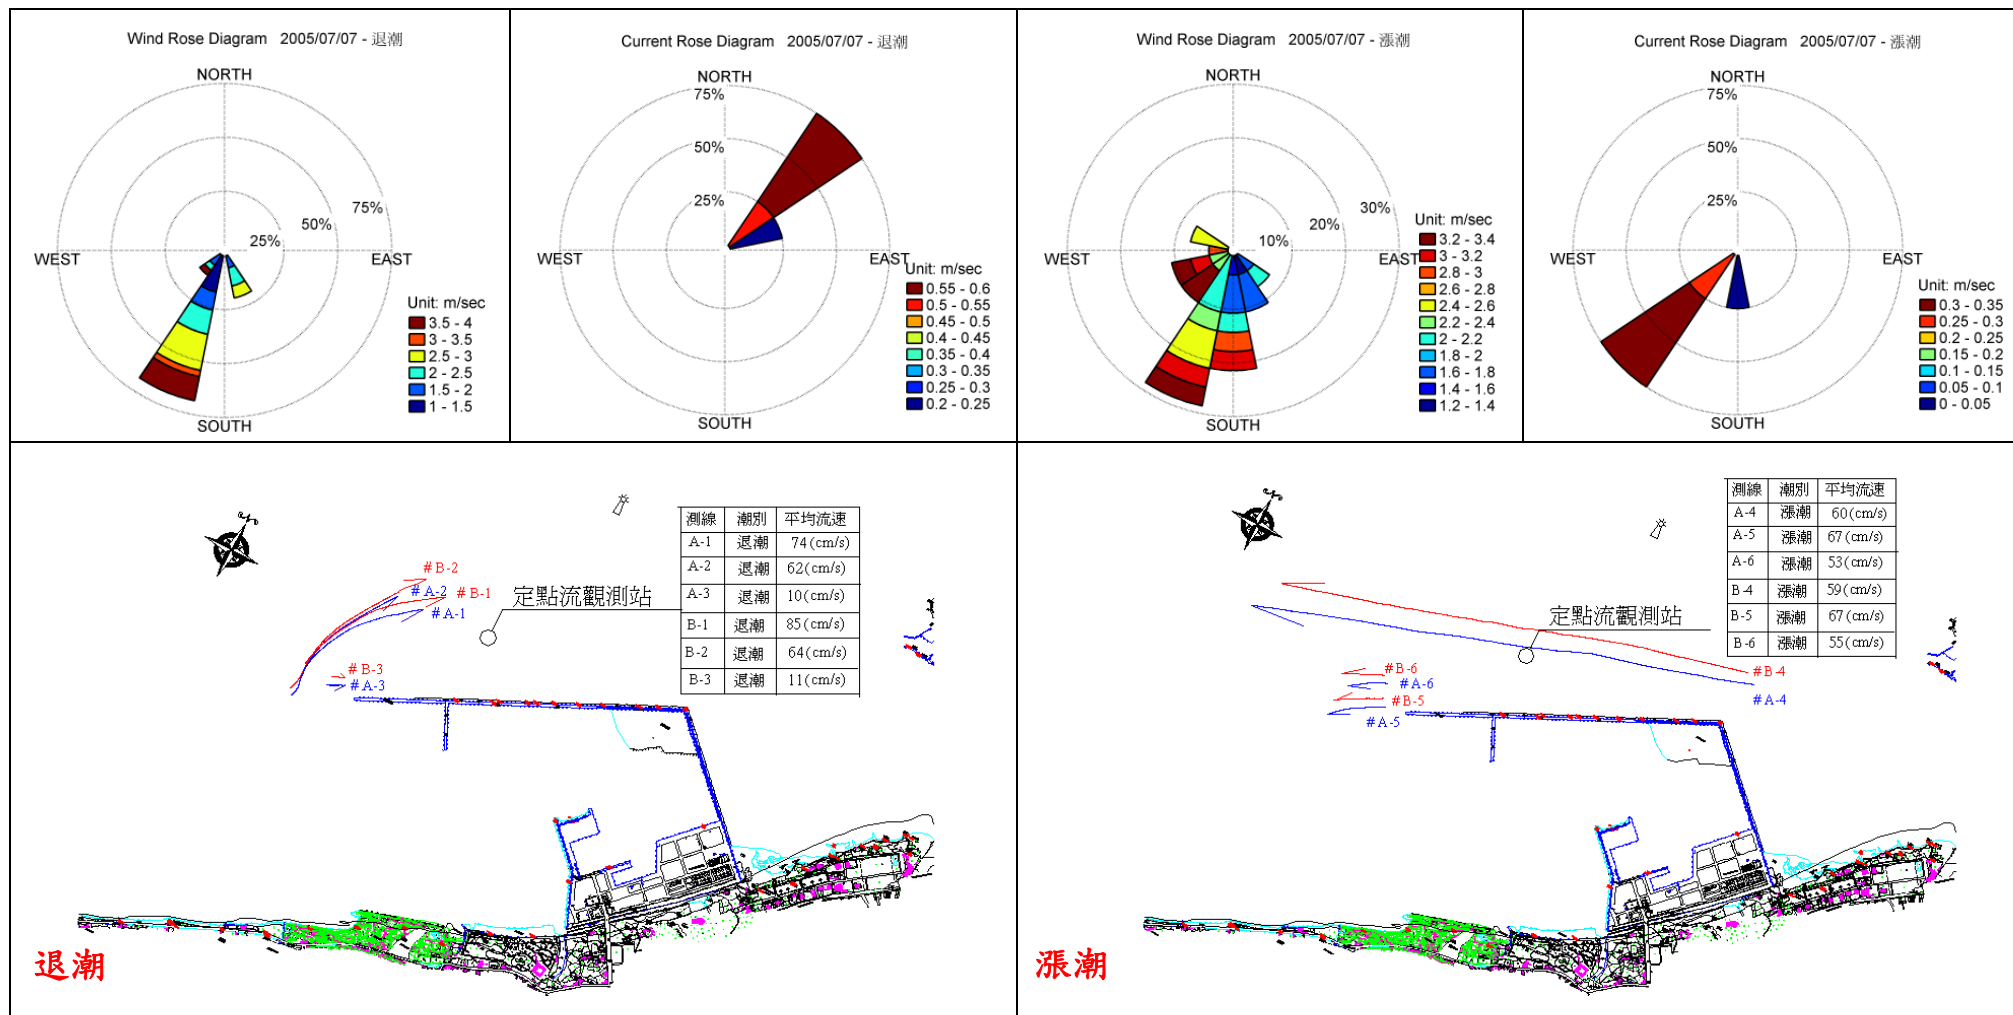 Wind Rose Diagram 2005/07/07 - 退潮
NORTH
75%
50%
25%
WEST
EAST
SOUTH
Unit: m/sec
3.5 - 4
3 - 3.5
2.5 - 3
2 - 2.5
1.5 - 2
1 - 1.5
Current Rose Diagram 2005/07/07 - 退潮
NORTH
75%
50%
25%
WEST
EAST
SOUTH
Unit: m/sec
0.55 - 0.6
0.5 - 0.55
0.45 - 0.5
0.4 - 0.45
0.35 - 0.4
0.3 - 0.35
0.25 - 0.3
0.2 - 0.25
Wind Rose Diagram 2005/07/07 - 漲潮
NORTH
30%
20%
10%
WEST
EAST
SOUTH
Unit: m/sec
3.2 - 3.4
3 - 3.2
2.8 - 3
2.6 - 2.8
2.4 - 2.6
2.2 - 2.4
2 - 2.2
1.8 - 2
1.6 - 1.8
1.4 - 1.6
1.2 - 1.4
Current Rose Diagram 2005/07/07 - 漲潮
NORTH
75%
50%
25%
WEST
EAST
SOUTH
Unit: m/sec
0.3 - 0.35
0.25 - 0.3
0.2 - 0.25
0.15 - 0.2
0.1 - 0.15
0.05 - 0.1
0 - 0.05
N
測線 潮別 平均流速
A-1 退潮 74(cm/s)
A-2 退潮 62(cm/s)
A-3 退潮 10(cm/s)
B-1 退潮 85(cm/s)
B-2 退潮 64(cm/s)
B-3 退潮 11(cm/s)
#B-2
#A-2 #B-1
#A-1
定點流觀測站
#B-3
#A-3
退潮
N
測線 潮別 平均流速
A-4 漲潮 60(cm/s)
A-5 漲潮 67(cm/s)
A-6 漲潮 53(cm/s)
B-4 漲潮 59(cm/s)
B-5 漲潮 67(cm/s)
B-6 漲潮 55(cm/s)
定點流觀測站
#B-6
#B-4
#A-6
#B-5
#A-4
#A-5
漲潮